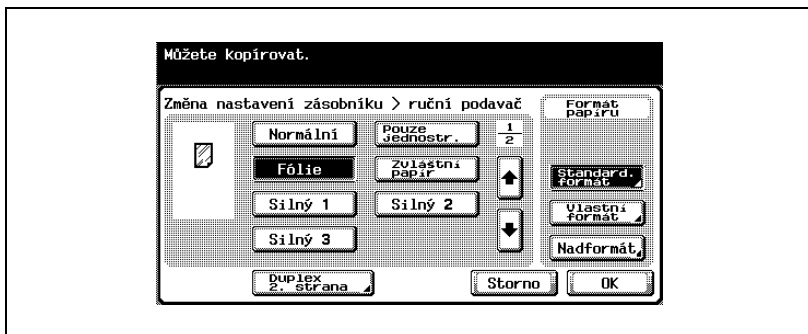 Můžete kopírovat.
Změna nastavení zásobníku > ruční podavač
Formát
papíru
Normální
Pouze
jednostr.
1
2
Fólie
Zvláštní
papír
Standard.
formát
Silný 1
Silný 2
Vlastní
formát
Silný 3
Nadformát
Duplex
2. strana
Storno
OK